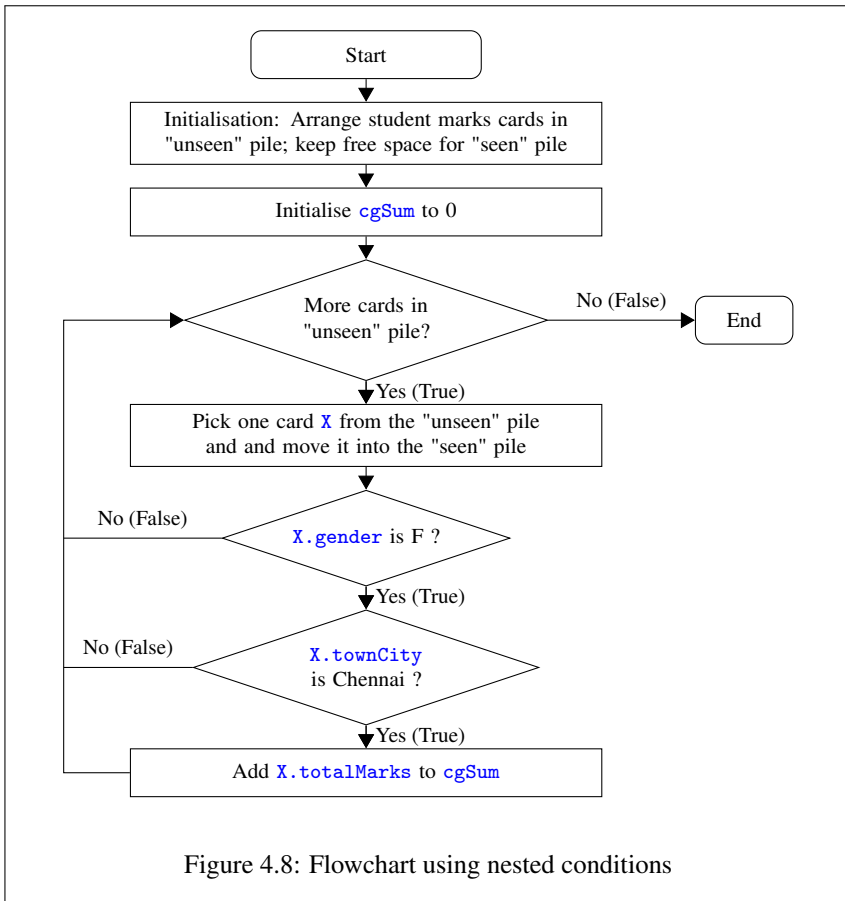 Start
Initialisation: Arrange student marks cards in
"unseen" pile; keep free space for "seen" pile
Initialise cgSum to 0
More cards in
"unseen" pile?
No (False)
End
Yes (True)
Pick one card X from the "unseen" pile
and and move it into the "seen" pile
No (False)
X.gender is F ?
Yes (True)
No (False)
X.townCity
is Chennai ?
Yes (True)
Add X.totalMarks to cgSum
Figure 4.8: Flowchart using nested conditions